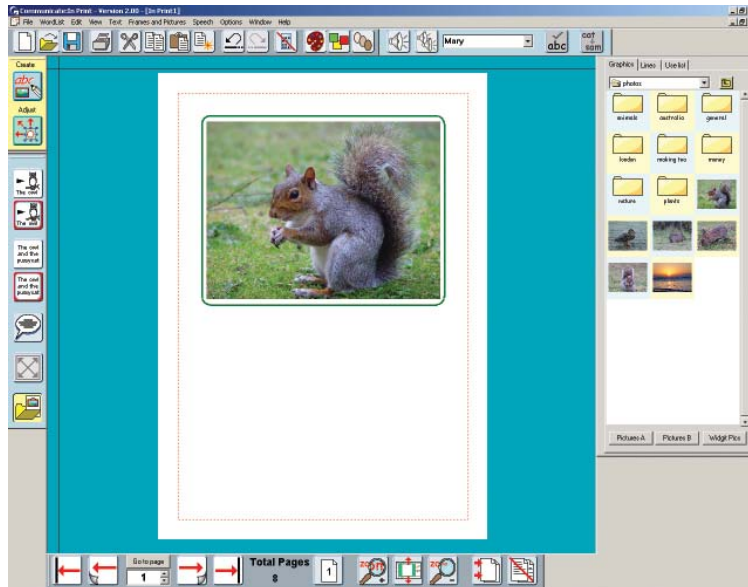 Communicate:In Print - Version 2.00 - [In Print1]
File WordList Edit View Text Frames and Pictures Speech Options Window Help
Mary
abc
cat
sam
Create
abc
Adjust
The owl
The owl
The owl
and the
pussycat
The owl
and the
pussycat
Graphics Lines Use list
photos
animals australia general
london making tea money
nature plants
Pictures A Pictures B Widgit Pics
Go to page
1
Total Pages
8
1
zoom
zoom